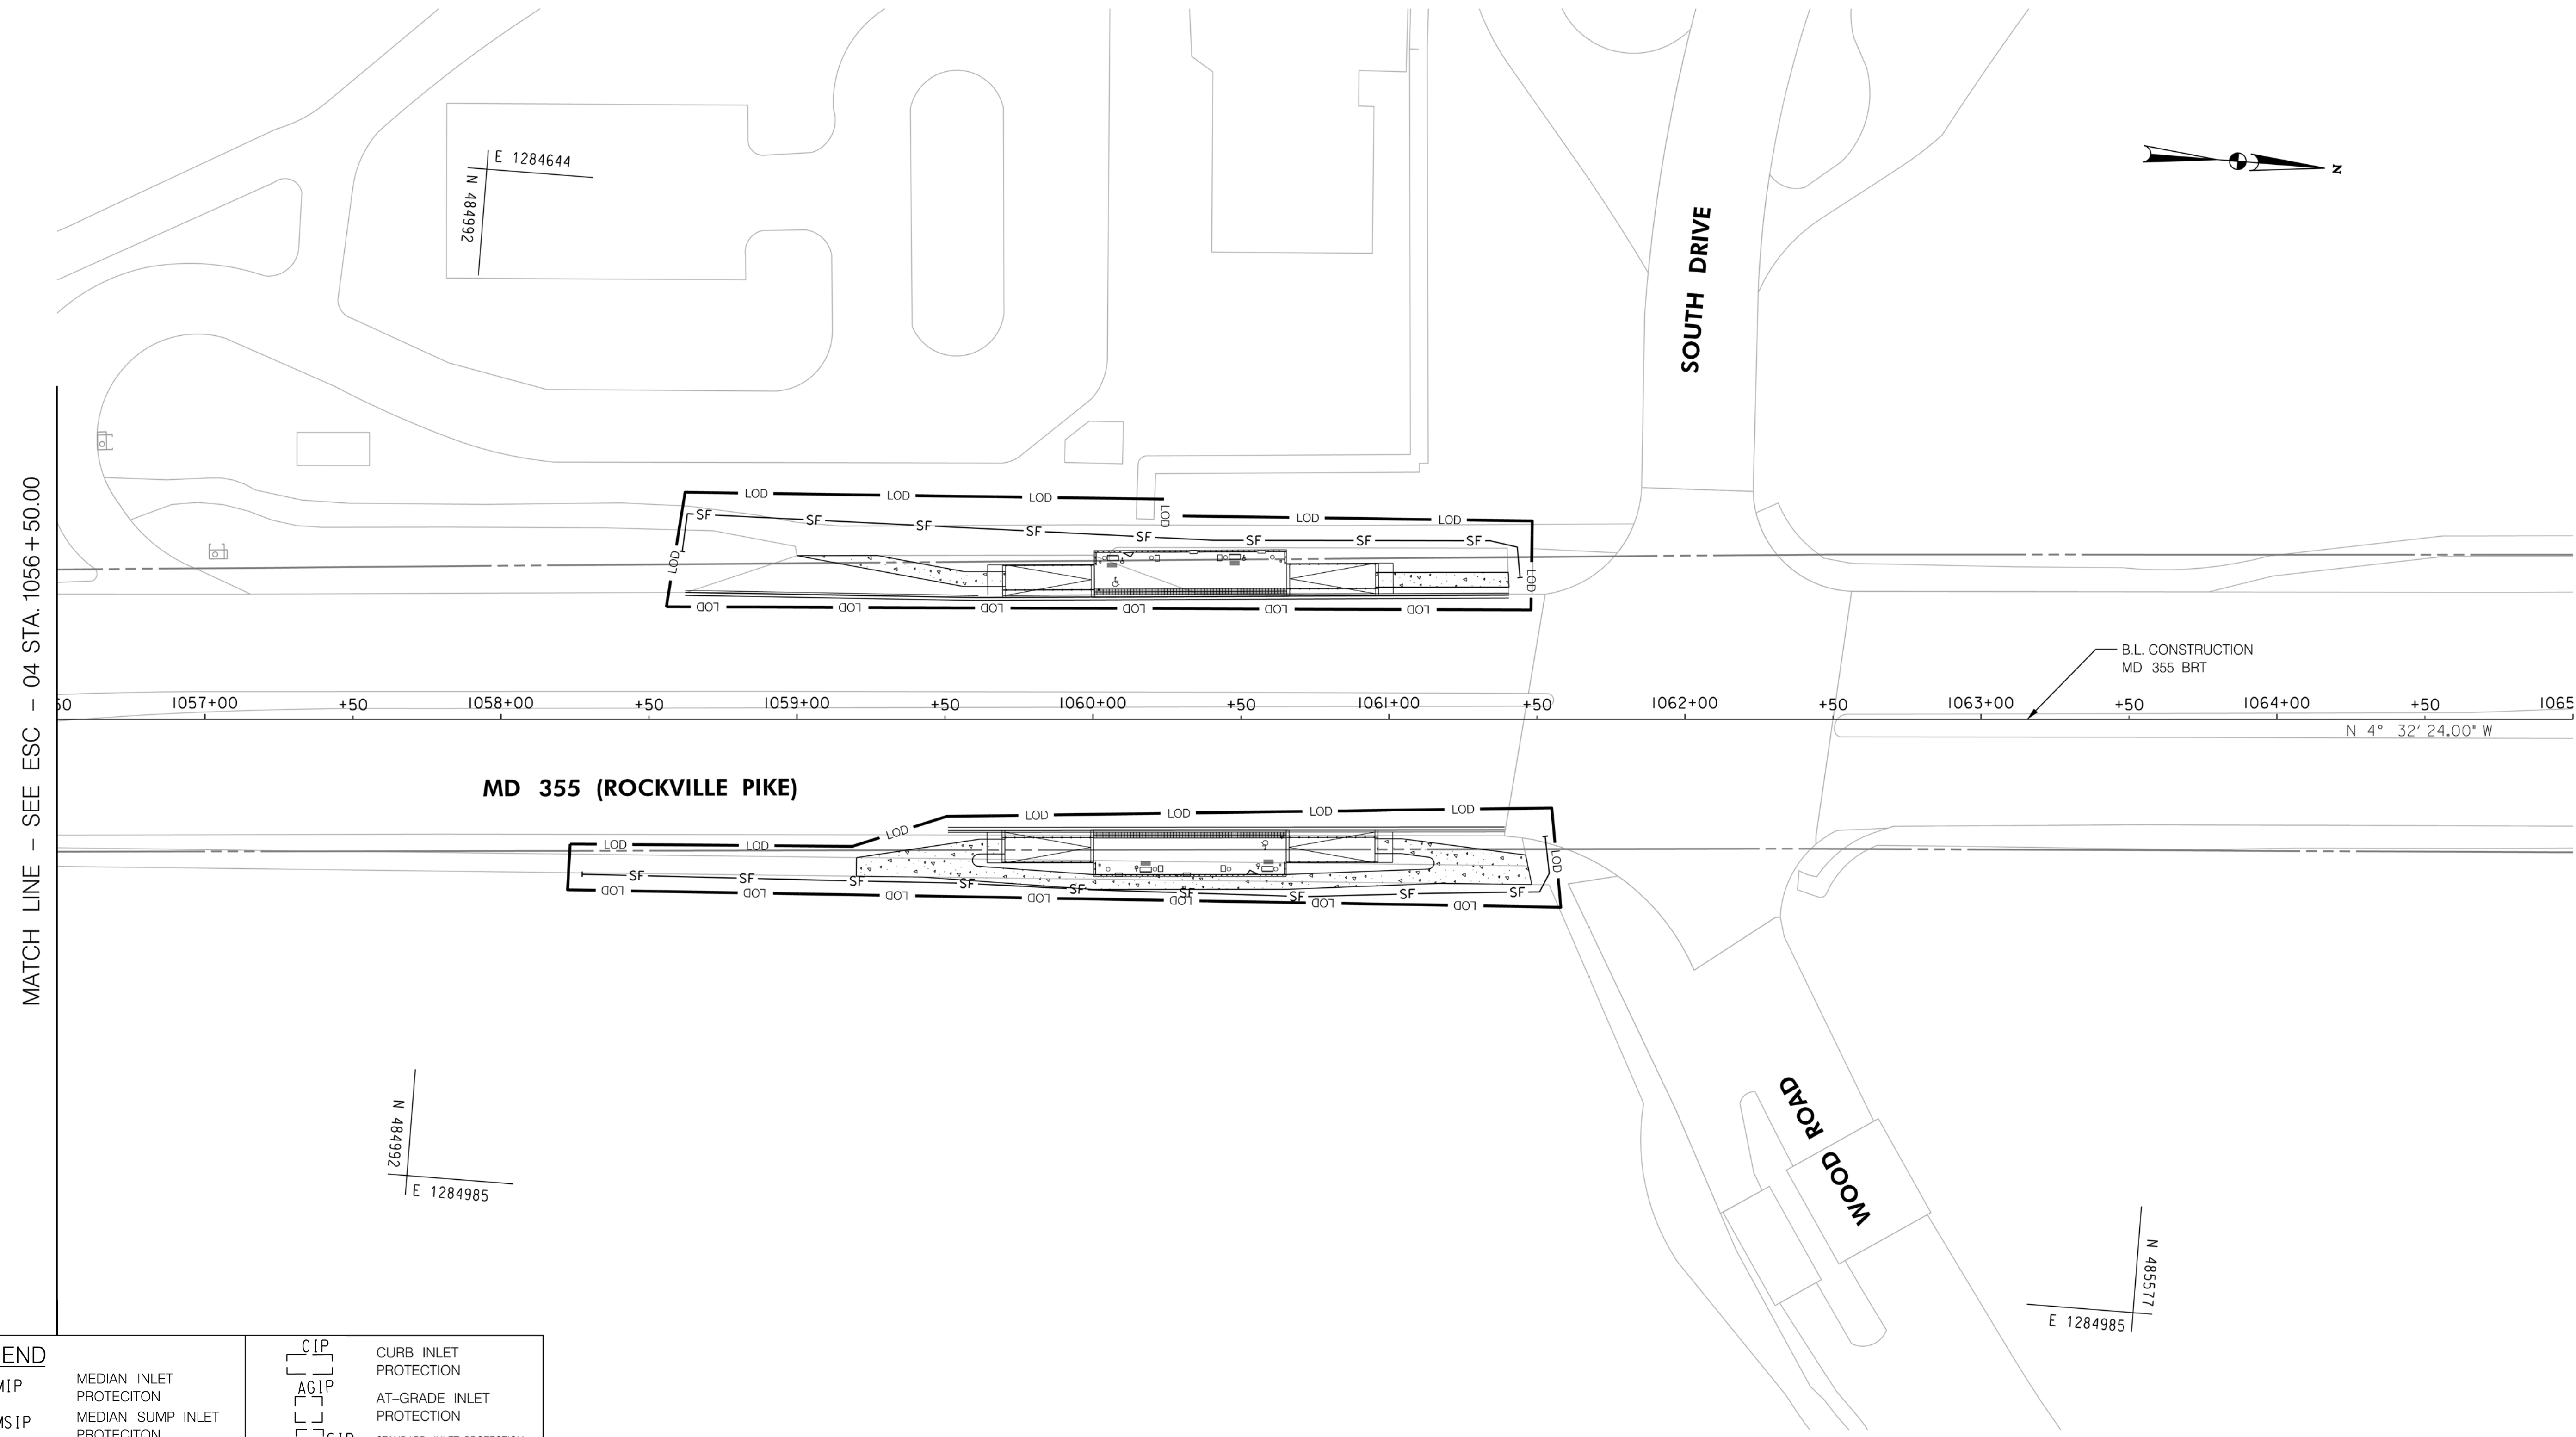 E 1284644
N 484992
N
SOUTH DRIVE
MATCH LINE - SEE ESC - 04 STA. 1056+50.00
LOD
LOD
LOD
LOD
LOD
LOD
LOD
LOD
SF
SF
SF
SF
SF
SF
SF
SF
LOD
LOD
LOD
LOD
LOD
LOD
B.L. CONSTRUCTION
MD 355 BRT
50
1057+00
+50
1058+00
+50
1059+00
+50
1060+00
+50
1061+00
+50
1062+00
+50
1063+00
+50
1064+00
+50
1065
N 4° 32' 24.00" W
MD 355 (ROCKVILLE PIKE)
LOD
LOD
LOD
LOD
LOD
LOD
LOD
LOD
SF
SF
SF
SF
SF
SF
SF
SF
SF
LOD
LOD
LOD
LOD
LOD
LOD
LOD
N 484992
E 1284985
WOOD ROAD
N 485577
E 1284985
END
MIP
MEDIAN INLET
PROTECITON
MSIP
MEDIAN SUMP INLET
PROTECITON
CIP
CURB INLET
PROTECTION
AGIP
AT-GRADE INLET
PROTECTION